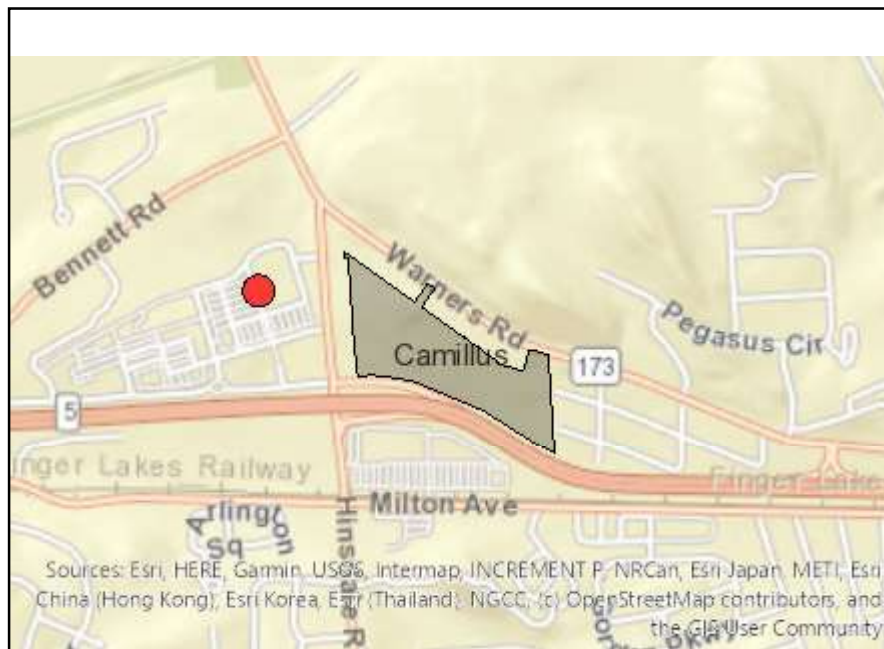 Bennett Rd
Warners Rd
Pegasus Cir
Camillus
173
5
inger Lakes Railway
Finger Lake
Milton Ave
Arlington
Sq
Hinsdale R
Sources: Esri, HERE, Garmin, USGS, Intermap, INCREMENT P, NRCan, Esri Japan, METI, Esri
China (Hong Kong), Esri Korea, Esri (Thailand), NGCC, (c) OpenStreetMap contributors, and
the GIS User Community